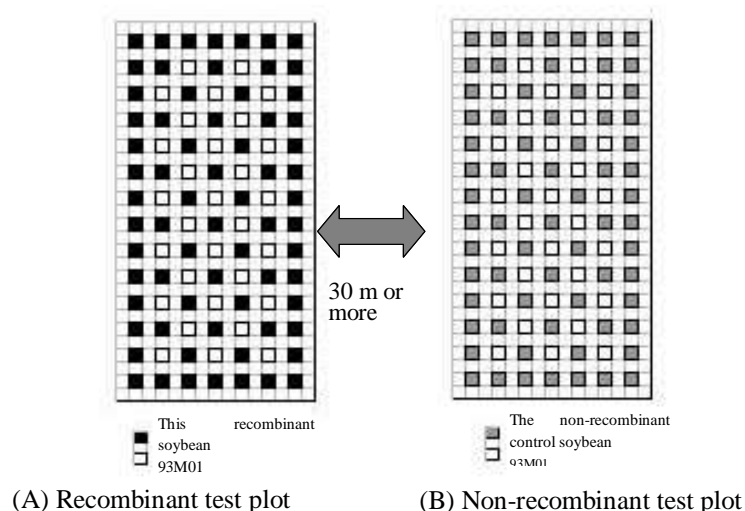 30 m or
more
This recombinant
soybean
93M01
The non-recombinant
control soybean
93M01
(A) Recombinant test plot
(B) Non-recombinant test plot